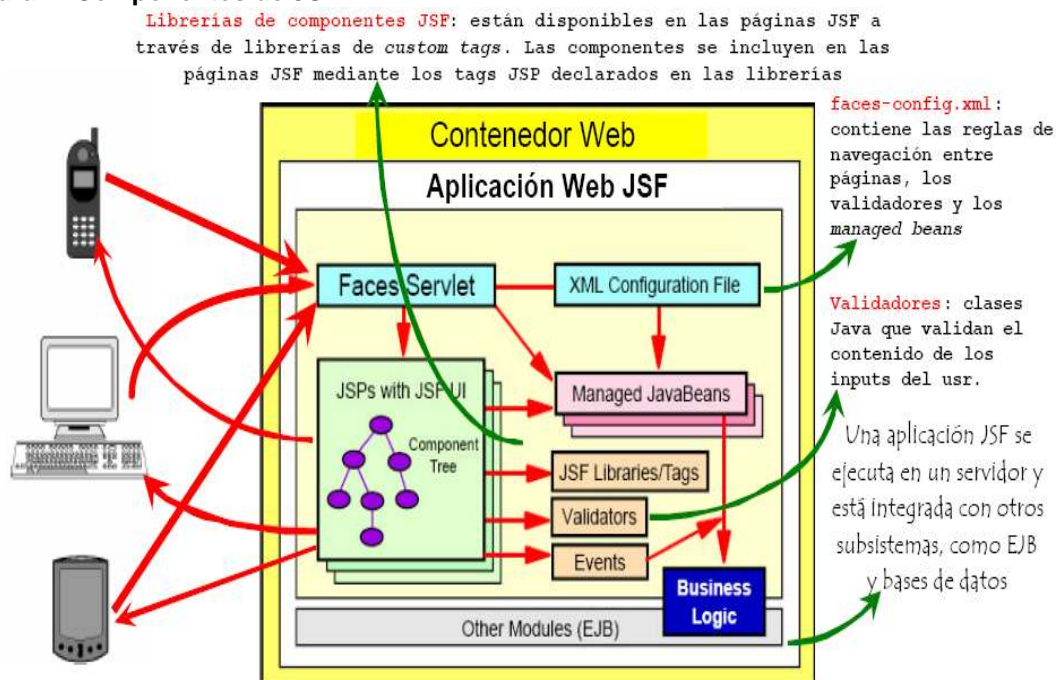 Librerías de componentes JSF: están disponibles en las páginas JSF a
través de librerías de custom tags. Las componentes se incluyen en las
páginas JSF mediante los tags JSP declarados en las librerías
faces-config.xml:
contiene las reglas de
navegación entre
páginas, los
validadores y los
managed beans
Contenedor Web
Aplicación Web JSF
Faces Servlet
XML Configuration File
Validadores: clases
Java que validan el
contenido de los
inputs del usr.
JSPs with JSF UI
Component
Tree
Managed JavaBeans
JSF Libraries/Tags
Validators
Events
Business
Logic
Other Modules (EJB)
Una aplicación JSF se
ejecuta en un servidor y
está integrada con otros
subsistemas, como EJB
y bases de datos